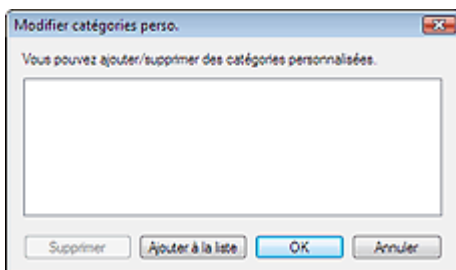 Modifier catégories perso.
Vous pouvez ajouter/supprimer des catégories personnalisées.
Supprimer Ajouter à la liste OK Annuler